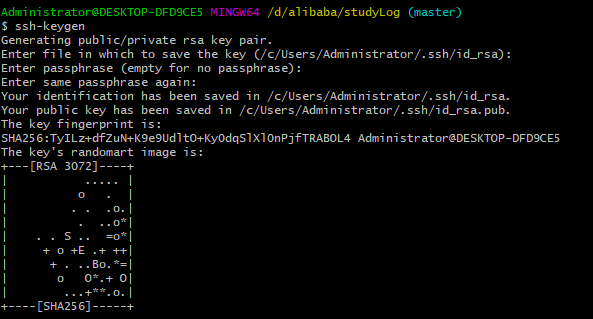 Administrator@DESKTOP-DFD9CE5 MINGW64 /d/alibaba/studyLog (master)
$ ssh-keygen
Generating public/private rsa key pair.
Enter file in which to save the key (/c/Users/Administrator/.ssh/id_rsa):
Enter passphrase (empty for no passphrase):
Enter same passphrase again:
Your identification has been saved in /c/Users/Administrator/.ssh/id_rsa.
Your public key has been saved in /c/Users/Administrator/.ssh/id_rsa.pub.
The key fingerprint is:
SHA256:TyILz+dfZuN+K9e9UdltO+KyOdqSlXlOnPjfTRABOL4 Administrator@DESKTOP-DFD9CE5
The key's randomart image is:
+---[RSA 3072]----+
|           ..... |
|          o   .  |
|         . .  .o.|
|          .  ..o*|
|    . . S ..  =o*|
|     + o +E .+ ++|
|      + . ..Bo.*=|
|       o   O*.+ O|
|        ...+**.o.|
+----[SHA256]-----+